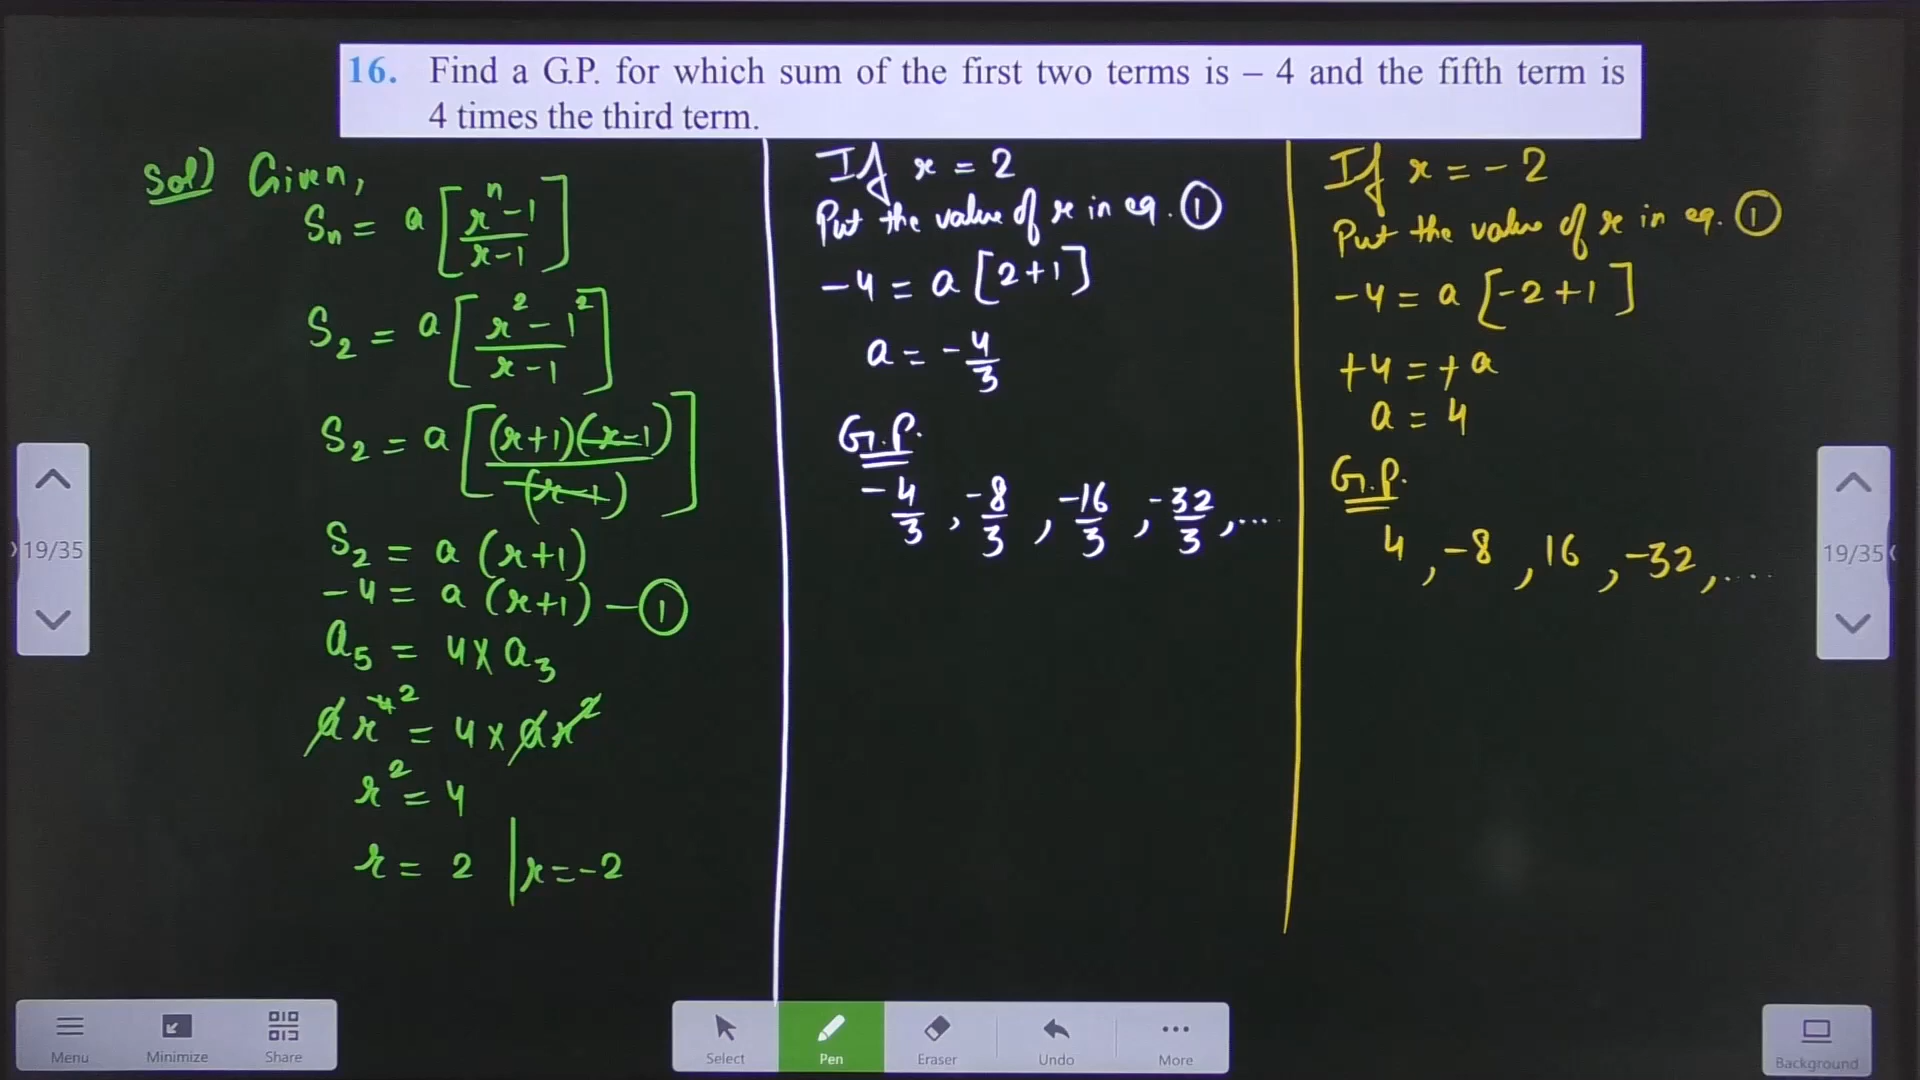 16. Find a G.P. for which sum of the first two terms is – 4 and the fifth term is
4 times the third term.
Sol) Given,
Sn = a [r^n - 1 / r - 1]
S2 = a [r^2 - 1^2 / r - 1]
S2 = a [(r+1)(r-1) / (r-1)]
S2 = a (r+1)
-4 = a (r+1) — ①
a5 = 4 × a3
ar^4 2 = 4 × ar^2
r^2 = 4
r = 2 | r = -2
If r = 2
Put the value of r in eq. ①
-4 = a [2+1]
a = -4/3
G.P.
-4/3, -8/3, -16/3, -32/3, ....
If r = -2
Put the value of r in eq. ①
-4 = a [-2+1]
+4 = +a
a = 4
G.P.
4, -8, 16, -32, ....
19/35
19/35
Menu
Minimize
Share
Select
Pen
Eraser
Undo
More
Background